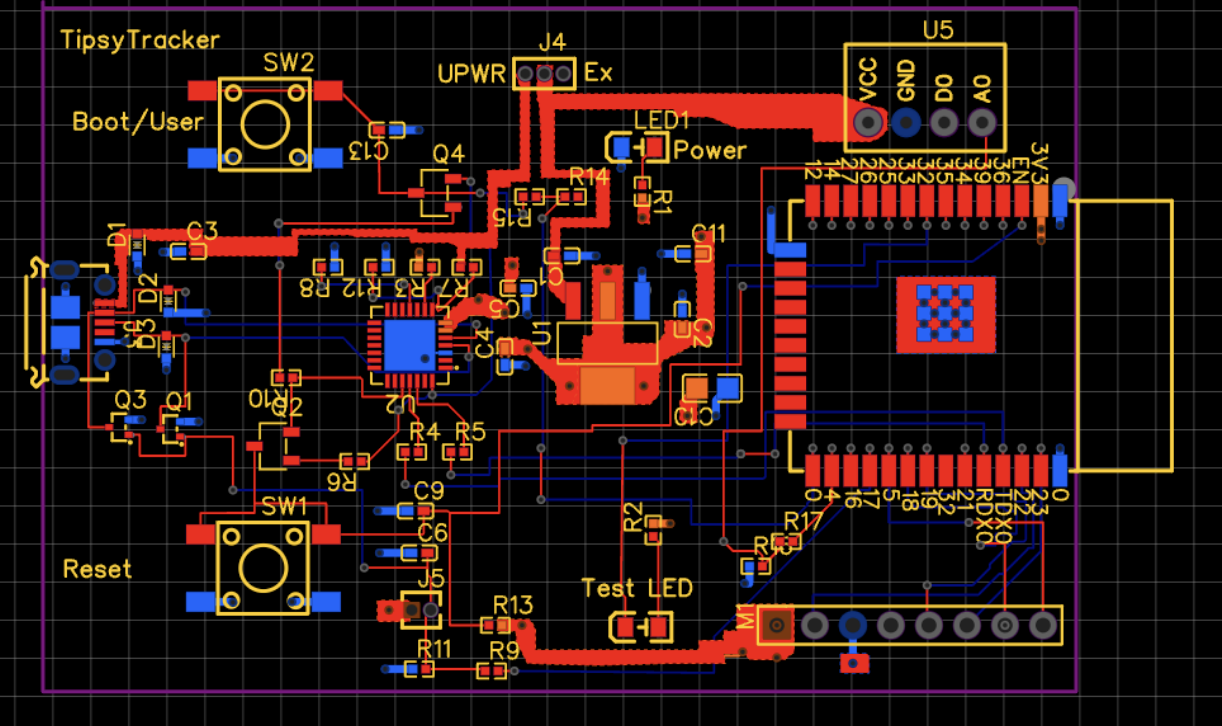 TipsyTracker
SW2
J4
U5
UPWR
Ex
VCC
GND
D0
A0
Boot/User
C13
LED1
Power
Q4
R14
R15
R1
12
14
27
26
25
33
32
35
34
39
36
EN
3V3
D1
C3
C11
R8
R12
R3
R7
C1
D2
C5
D3
U1
C4
C2
U2
Q3
Q1
R10
Q2
R4
R5
R6
C9
C6
SW1
R2
R17
0
4
16
17
5
18
19
32
21
RDX0
TDX0
22
23
0
Reset
J5
Test LED
R13
M1
R11
R9